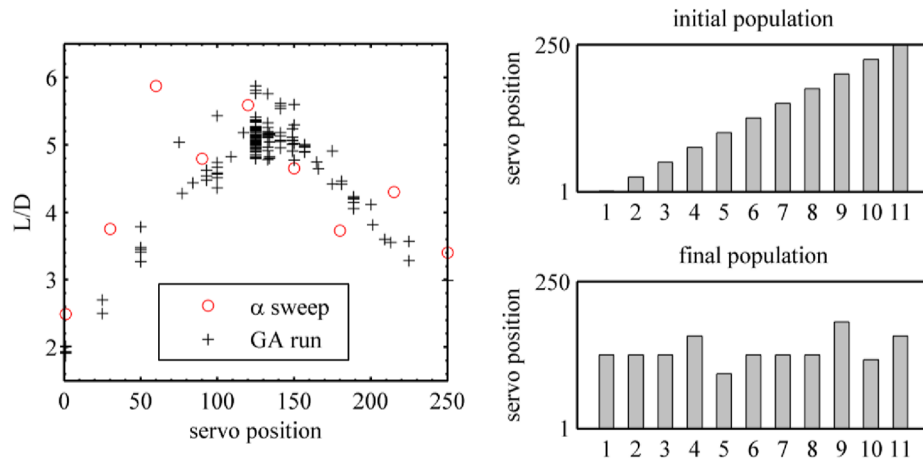 6
5
4
3
2
L/D
0 50 100 150 200 250
servo position
α sweep
GA run
initial population
250
1
servo position
1 2 3 4 5 6 7 8 9 10 11
final population
250
1
servo position
1 2 3 4 5 6 7 8 9 10 11